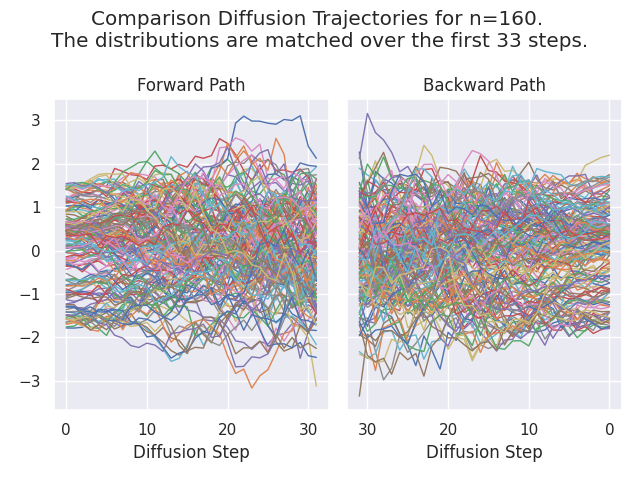 Comparison Diffusion Trajectories for n=160.
The distributions are matched over the first 33 steps.
Forward Path
Backward Path
3
2
1
0
−1
−2
−3
0 10 20 30
30 20 10 0
Diffusion Step
Diffusion Step